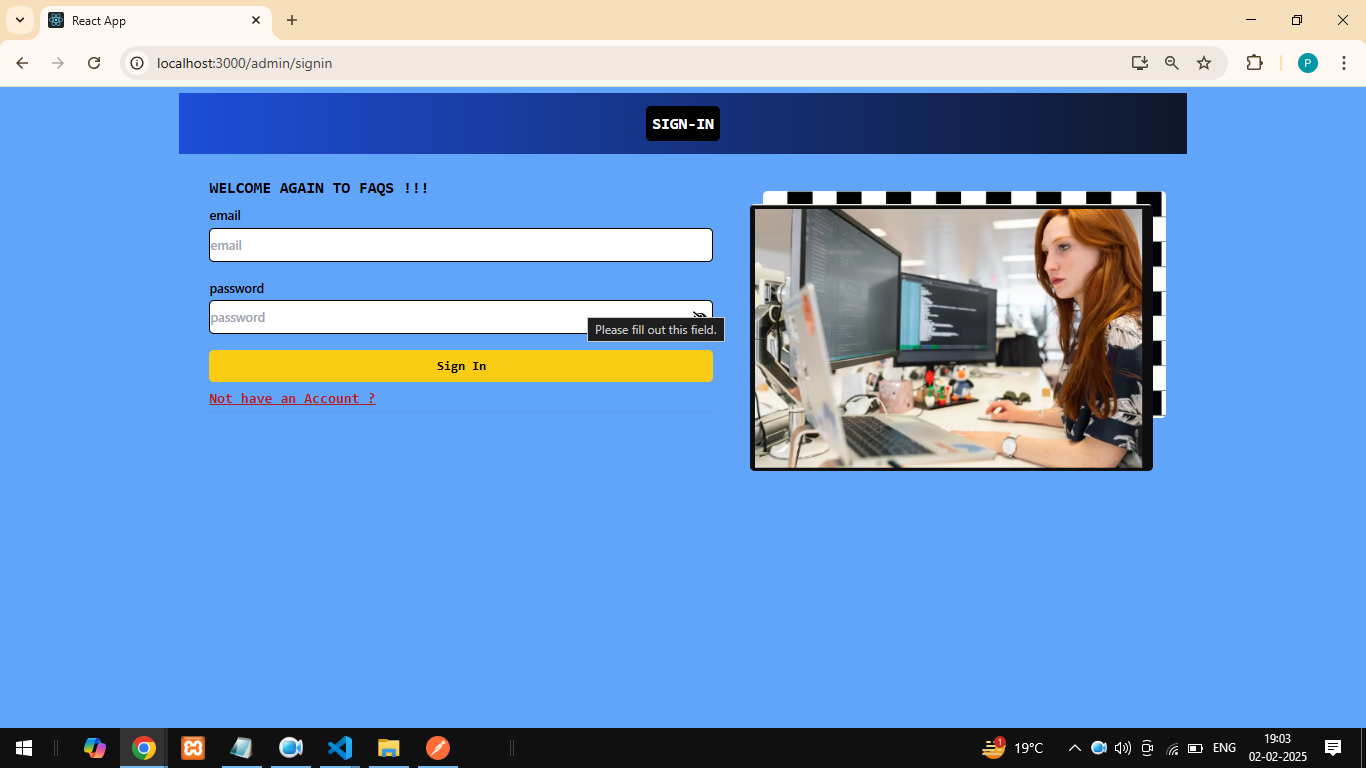 React App
localhost:3000/admin/signin
P
SIGN-IN
WELCOME AGAIN TO FAQS !!!
email
email
password
password
Please fill out this field.
Sign In
Not have an Account ?
1
19°C
ENG
19:03
02-02-2025